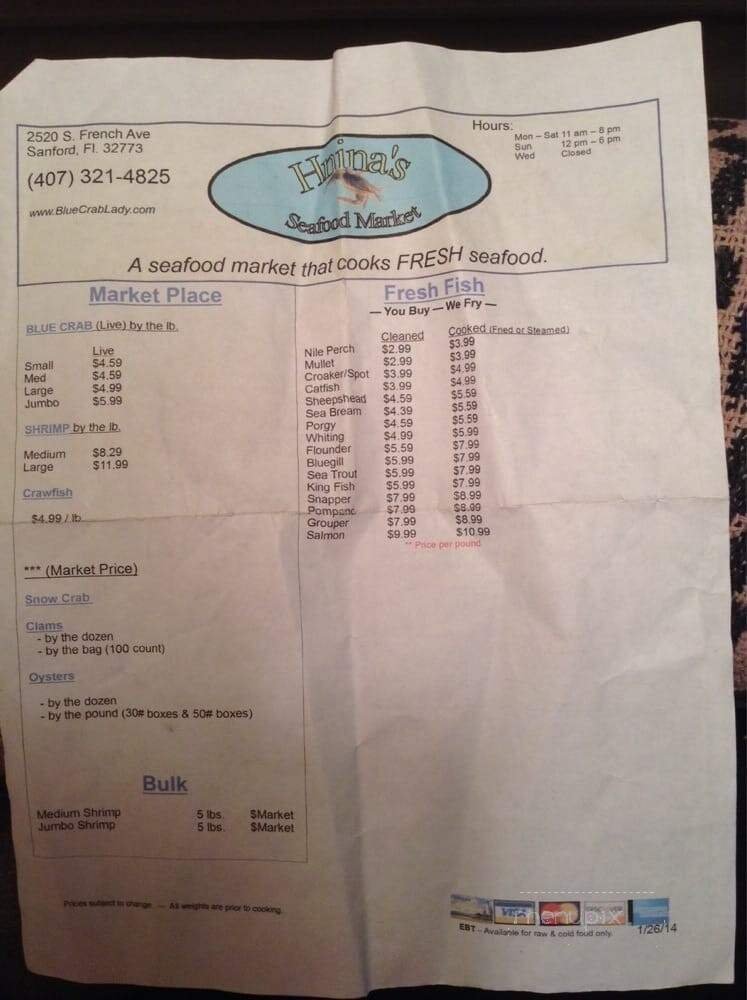 2520 S. French Ave
Sanford, Fl. 32773
(407) 321-4825
www.BlueCrabLady.com
Hnina's
Seafood Market
Hours:
Mon – Sat 11 am – 8 pm
Sun 12 pm – 6 pm
Wed Closed
A seafood market that cooks FRESH seafood.
Market Place
BLUE CRAB (Live) by the lb.
Live
Small $4.59
Med $4.59
Large $4.99
Jumbo $5.99
SHRIMP by the lb.
Medium $8.29
Large $11.99
Crawfish
$4.99 / lb
*** (Market Price)
Snow Crab
Clams
- by the dozen
- by the bag (100 count)
Oysters
- by the dozen
- by the pound (30# boxes & 50# boxes)
Bulk
Medium Shrimp 5 lbs. $Market
Jumbo Shrimp 5 lbs. $Market
Fresh Fish
— You Buy — We Fry —
Cleaned Cooked (Fried or Steamed)
Nile Perch $2.99 $3.99
Mullet $2.99 $3.99
Croaker/Spot $3.99 $4.99
Catfish $3.99 $4.99
Sheepshead $4.59 $5.59
Sea Bream $4.39 $5.59
Porgy $4.59 $5.59
Whiting $4.99 $5.99
Flounder $5.59 $7.99
Bluegill $5.99 $7.99
Sea Trout $5.99 $7.99
King Fish $5.99 $7.99
Snapper $7.99 $8.99
Pompano $7.99 $8.99
Grouper $7.99 $8.99
Salmon $9.99 $10.99
** Price per pound
Prices subject to change — All weights are prior to cooking.
VISA
menupix
EBT – Available for raw & cold food only.
1/26/14